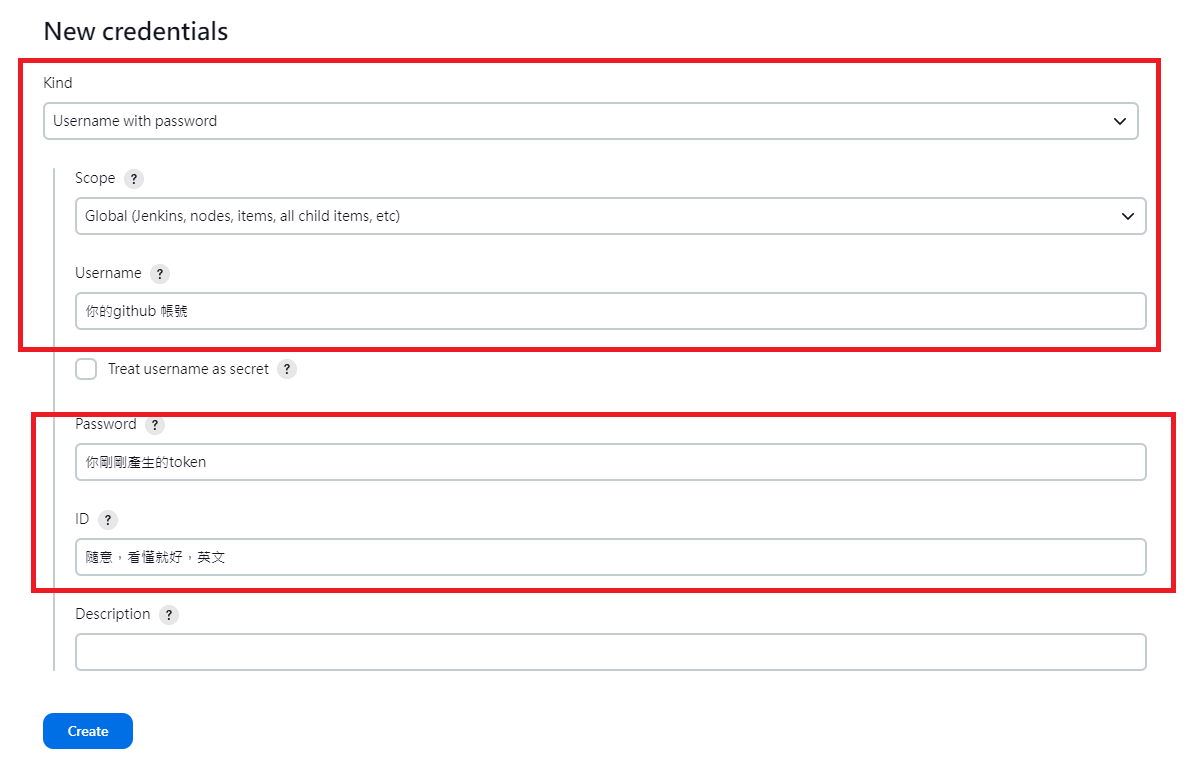 New credentials
Kind
Username with password
Scope ?
Global (Jenkins, nodes, items, all child items, etc)
Username ?
你的github 帳號
Treat username as secret ?
Password ?
你剛剛產生的token
ID ?
隨意，看懂就好，英文
Description ?
Create